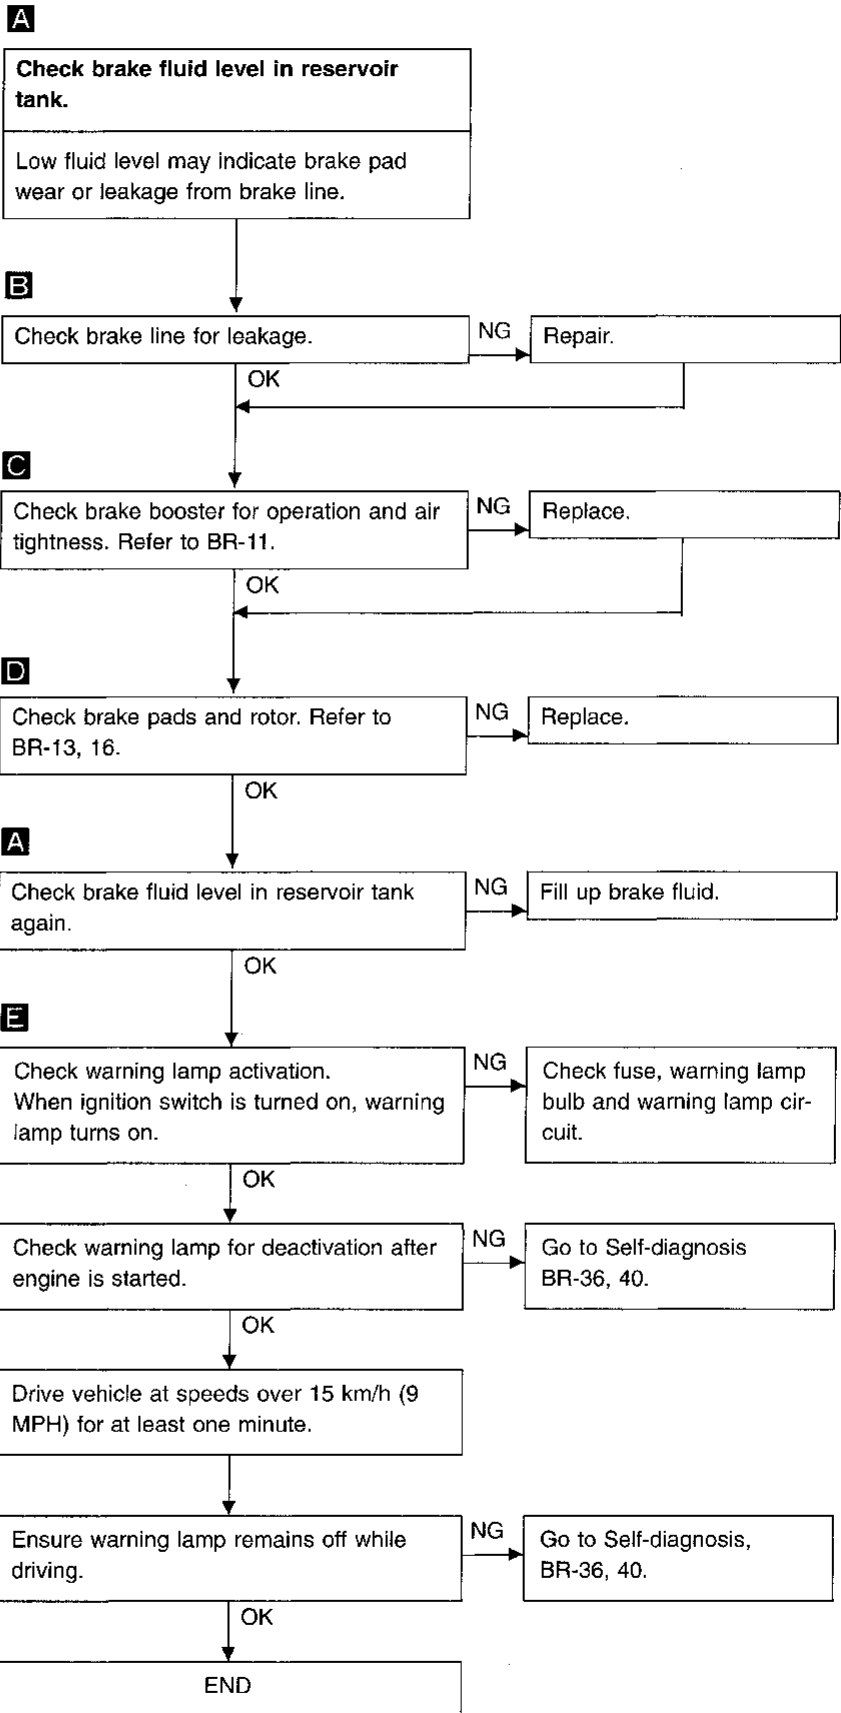 A
Check brake fluid level in reservoir
tank.
Low fluid level may indicate brake pad
wear or leakage from brake line.
B
Check brake line for leakage.
NG
Repair.
OK
C
Check brake booster for operation and air
tightness. Refer to BR-11.
NG
Replace.
OK
D
Check brake pads and rotor. Refer to
BR-13, 16.
NG
Replace.
OK
A
Check brake fluid level in reservoir tank
again.
NG
Fill up brake fluid.
OK
E
Check warning lamp activation.
When ignition switch is turned on, warning
lamp turns on.
NG
Check fuse, warning lamp
bulb and warning lamp cir-
cuit.
OK
Check warning lamp for deactivation after
engine is started.
NG
Go to Self-diagnosis
BR-36, 40.
OK
Drive vehicle at speeds over 15 km/h (9
MPH) for at least one minute.
Ensure warning lamp remains off while
driving.
NG
Go to Self-diagnosis,
BR-36, 40.
OK
END